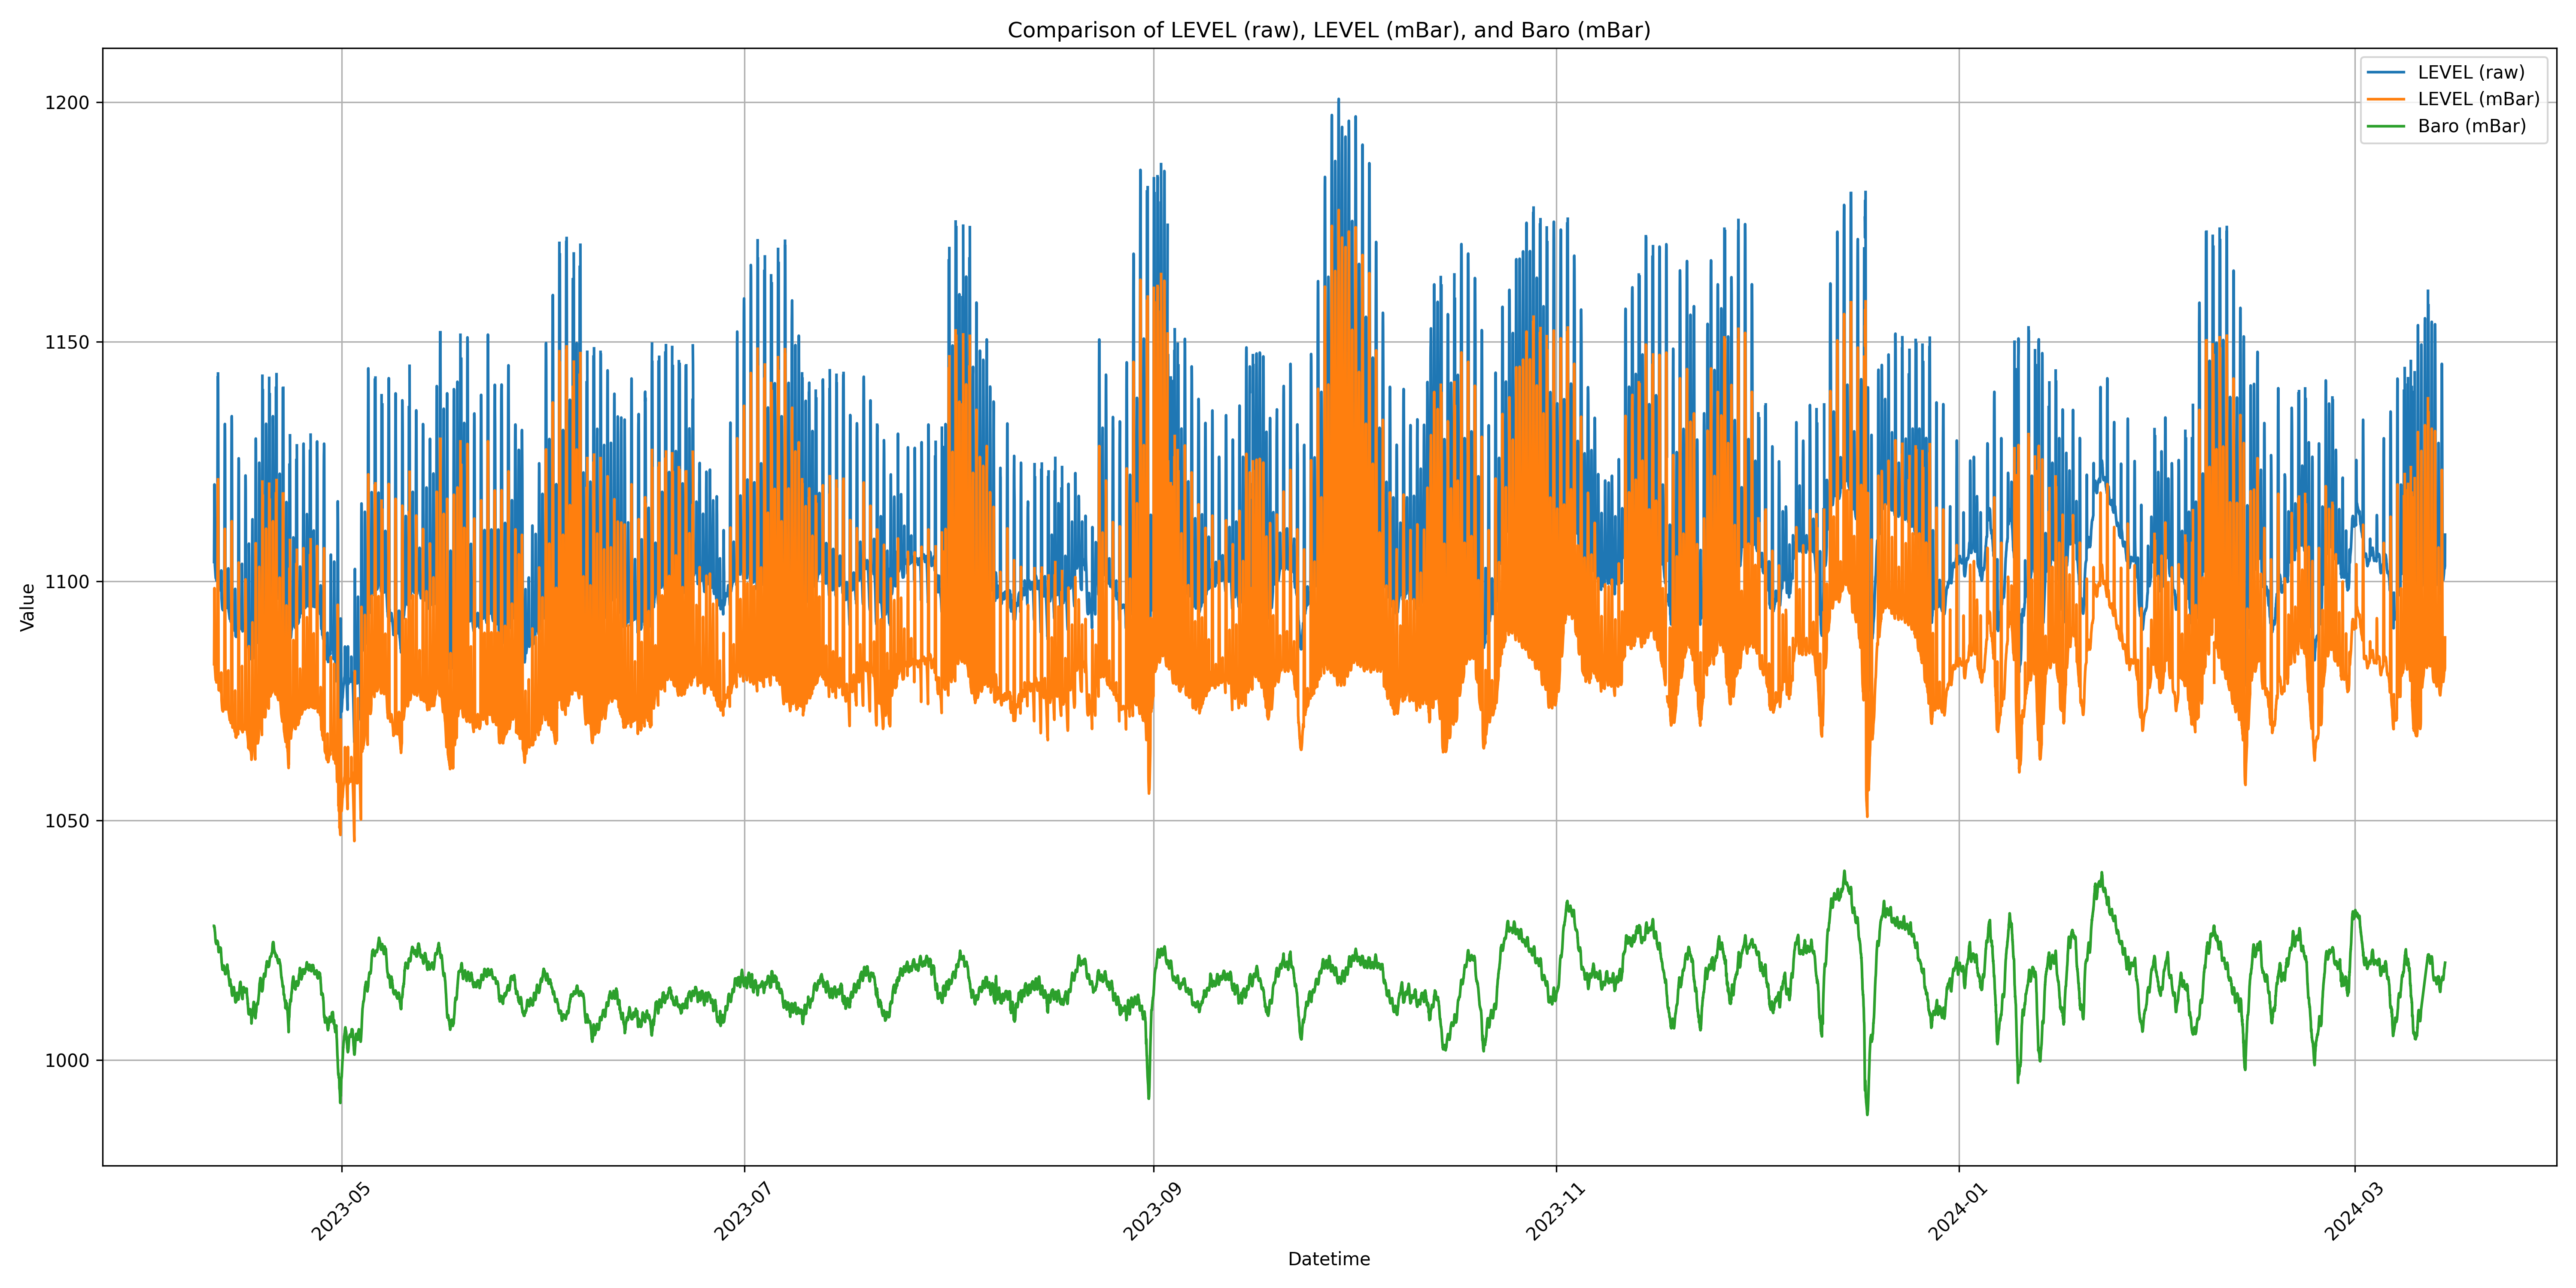 Comparison of LEVEL (raw), LEVEL (mBar), and Baro (mBar)
LEVEL (raw)
LEVEL (mBar)
Baro (mBar)
Value
1200
1150
1100
1050
1000
2023-05
2023-07
2023-09
2023-11
2024-01
2024-03
Datetime